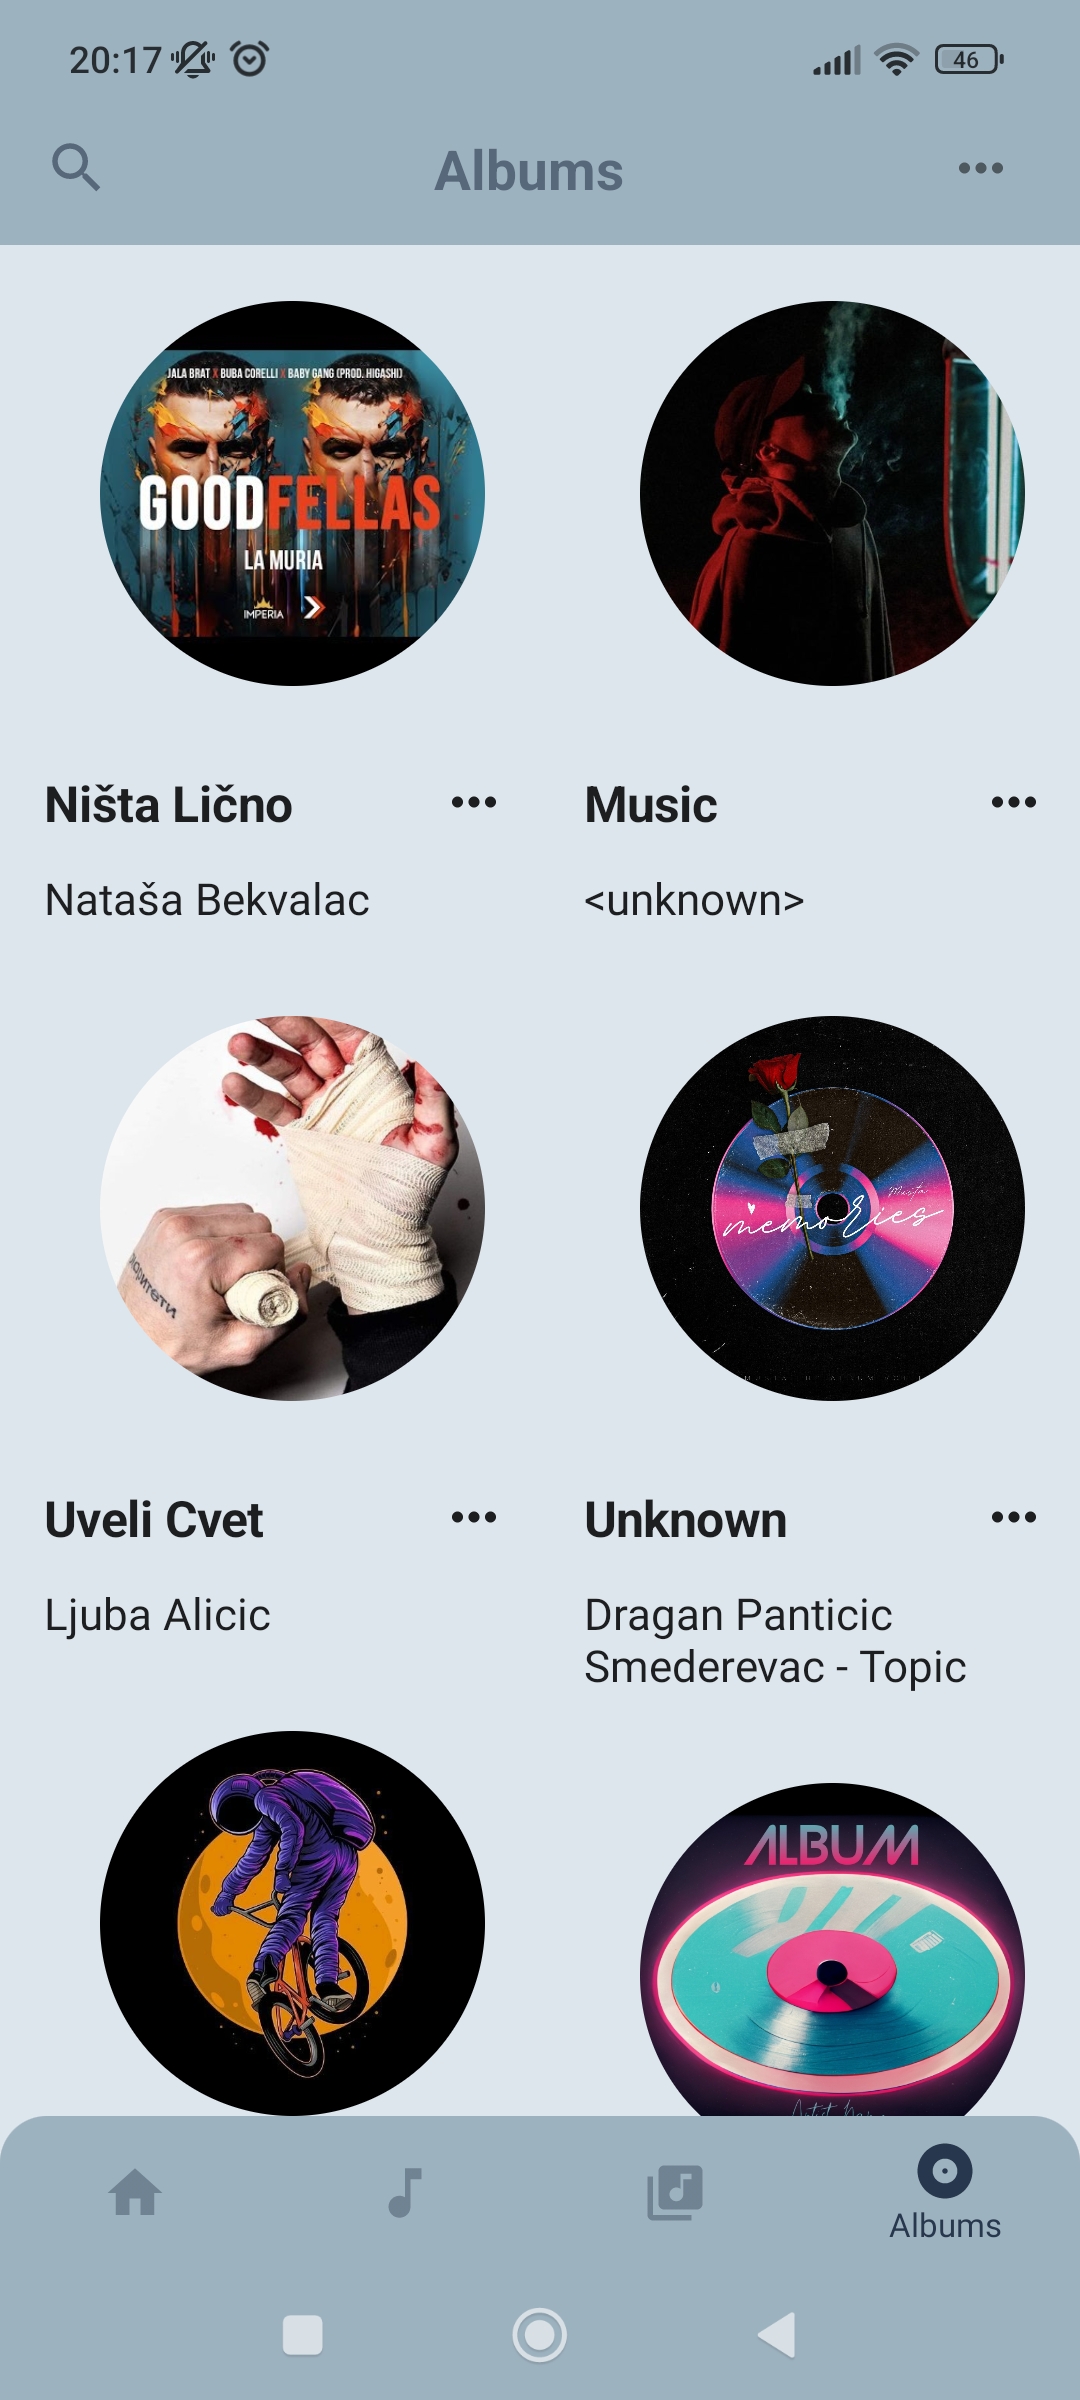 20:17
46
Albums
JALA BRAT X BUBA CORELLI X BABY GANG (PROD. HIGASHI)
GOODFELLAS
LA MURIA
IMPERIA
Ništa Lično
Nataša Bekvalac
Music
<unknown>
memories
Uveli Cvet
Ljuba Alicic
Unknown
Dragan Panticic
Smederevac - Topic
ALBUM
Albums